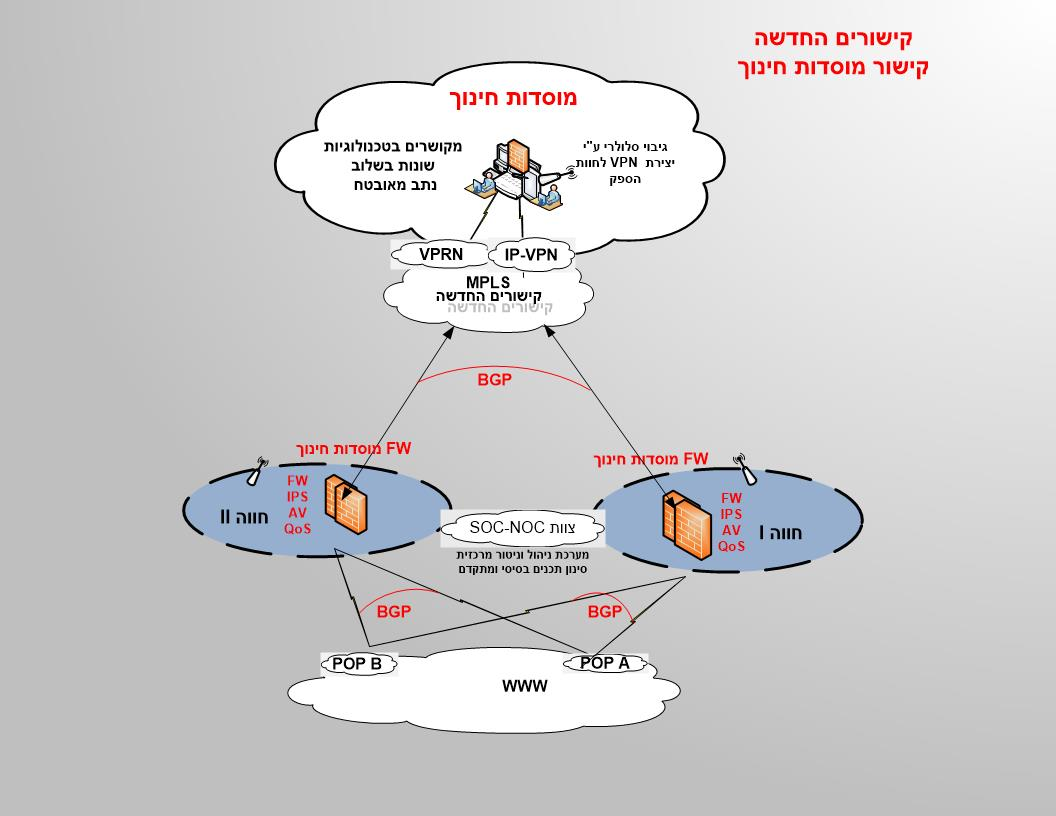 קישורים החדשה
קישור מוסדות חינוך
מוסדות חינוך
גיבוי סלולרי ע"י
יצירת VPN לחוות
הספק
מקושרים בטכנולוגיות
שונות בשלוב
נתב מאובטח
VPRN
IP-VPN
MPLS
קישורים החדשה
קישורים החדשה
BGP
FW מוסדות חינוך
FW מוסדות חינוך
FW
IPS
AV
QoS
חווה I
FW
IPS
AV
QoS
חווה II
צוות SOC-NOC
מערכת ניהול וניטור מרכזית
סינון תכנים בסיסי ומתקדם
BGP
BGP
POP B
POP A
WWW